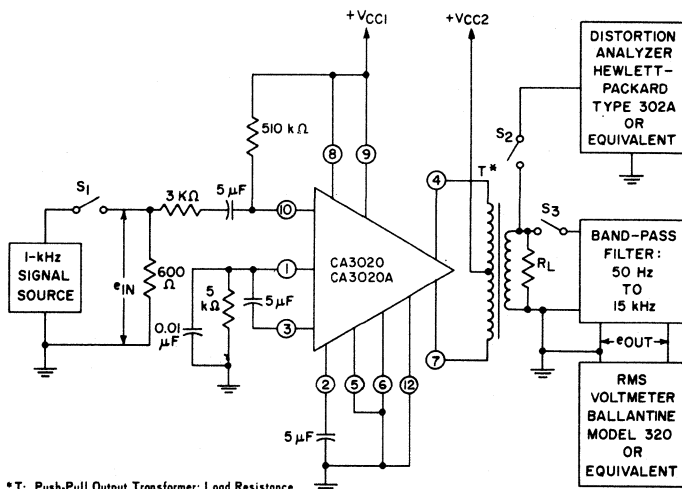 +VCC1
+VCC2
DISTORTION
ANALYZER
HEWLETT-
PACKARD
TYPE 302A
OR
EQUIVALENT
510 kΩ
8
9
S2
S1
3 KΩ
5 µF
10
4
T*
S3
1-kHz
SIGNAL
SOURCE
eIN
600
Ω
1
CA3020
CA3020A
RL
BAND-PASS
FILTER:
50 Hz
TO
15 kHz
0.01
µF
5
kΩ
5 µF
3
7
eOUT
2
5
6
12
5 µF
RMS
VOLTMETER
BALLANTINE
MODEL 320
OR
EQUIVALENT
*T: Push-Pull Output Transformer; Load Resistance